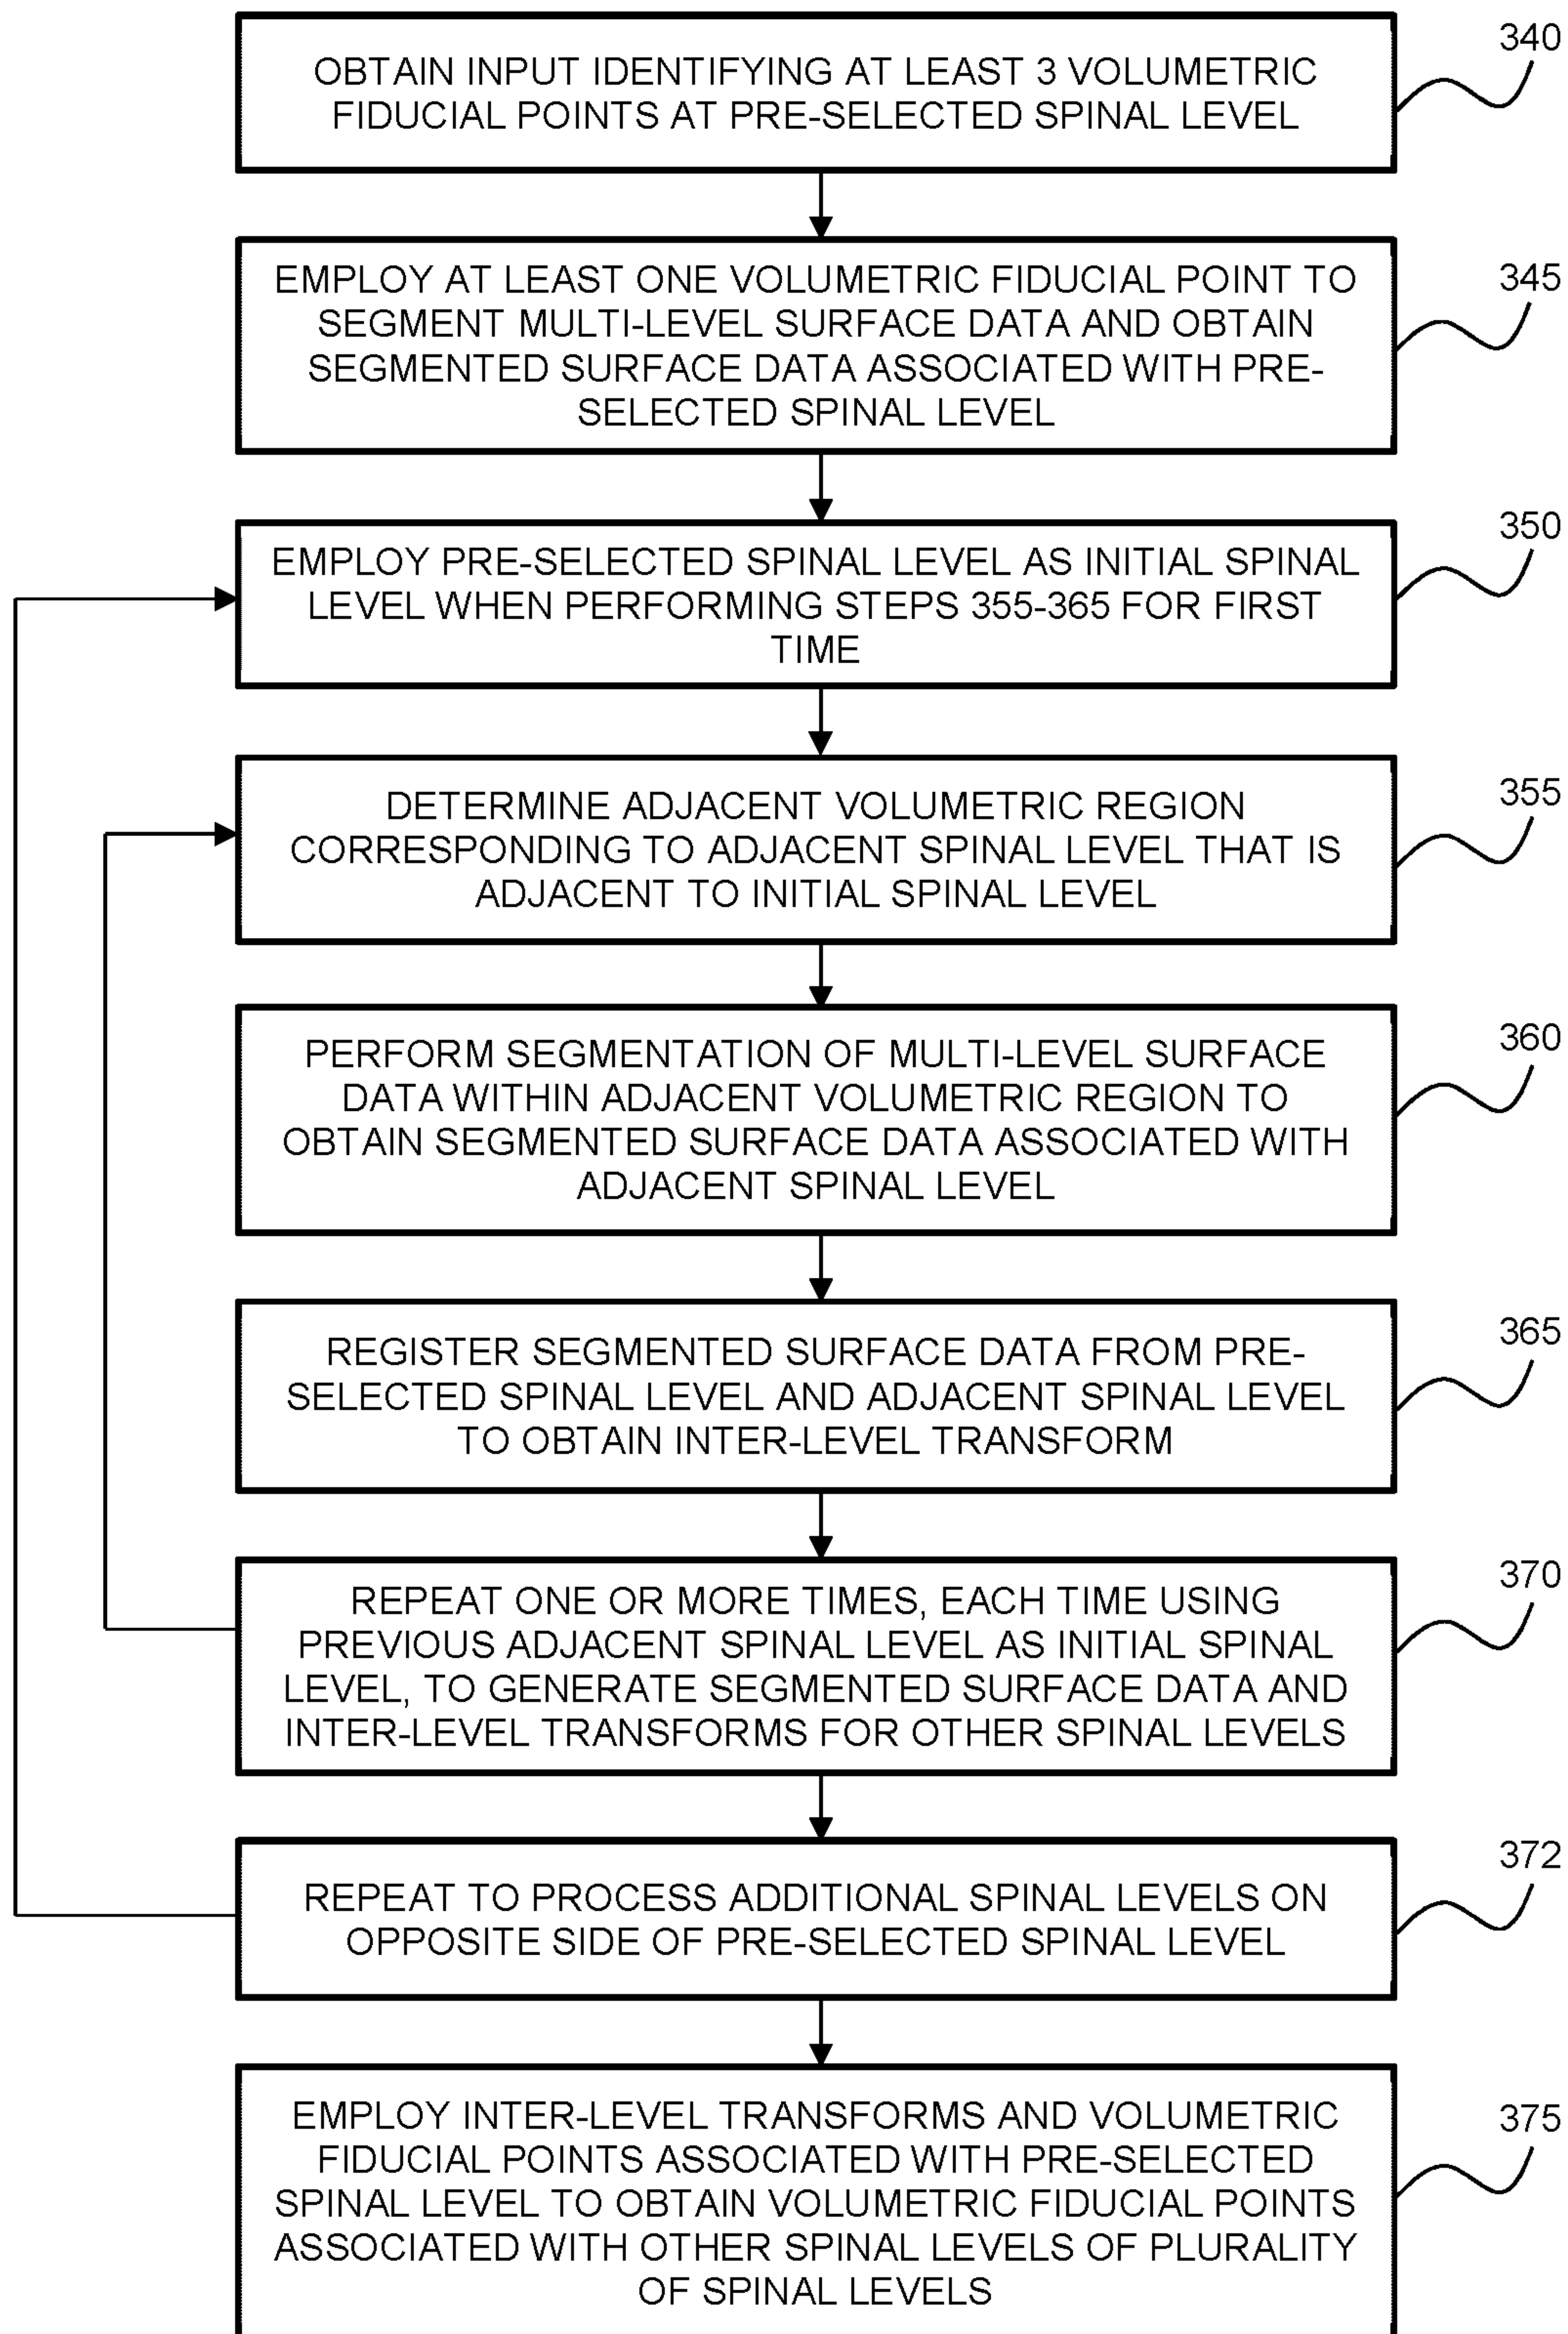 340
OBTAIN INPUT IDENTIFYING AT LEAST 3 VOLUMETRIC
FIDUCIAL POINTS AT PRE-SELECTED SPINAL LEVEL
345
EMPLOY AT LEAST ONE VOLUMETRIC FIDUCIAL POINT TO
SEGMENT MULTI-LEVEL SURFACE DATA AND OBTAIN
SEGMENTED SURFACE DATA ASSOCIATED WITH PRE-
SELECTED SPINAL LEVEL
350
EMPLOY PRE-SELECTED SPINAL LEVEL AS INITIAL SPINAL
LEVEL WHEN PERFORMING STEPS 355-365 FOR FIRST
TIME
355
DETERMINE ADJACENT VOLUMETRIC REGION
CORRESPONDING TO ADJACENT SPINAL LEVEL THAT IS
ADJACENT TO INITIAL SPINAL LEVEL
360
PERFORM SEGMENTATION OF MULTI-LEVEL SURFACE
DATA WITHIN ADJACENT VOLUMETRIC REGION TO
OBTAIN SEGMENTED SURFACE DATA ASSOCIATED WITH
ADJACENT SPINAL LEVEL
365
REGISTER SEGMENTED SURFACE DATA FROM PRE-
SELECTED SPINAL LEVEL AND ADJACENT SPINAL LEVEL
TO OBTAIN INTER-LEVEL TRANSFORM
370
REPEAT ONE OR MORE TIMES, EACH TIME USING
PREVIOUS ADJACENT SPINAL LEVEL AS INITIAL SPINAL
LEVEL, TO GENERATE SEGMENTED SURFACE DATA AND
INTER-LEVEL TRANSFORMS FOR OTHER SPINAL LEVELS
372
REPEAT TO PROCESS ADDITIONAL SPINAL LEVELS ON
OPPOSITE SIDE OF PRE-SELECTED SPINAL LEVEL
375
EMPLOY INTER-LEVEL TRANSFORMS AND VOLUMETRIC
FIDUCIAL POINTS ASSOCIATED WITH PRE-SELECTED
SPINAL LEVEL TO OBTAIN VOLUMETRIC FIDUCIAL POINTS
ASSOCIATED WITH OTHER SPINAL LEVELS OF PLURALITY
OF SPINAL LEVELS